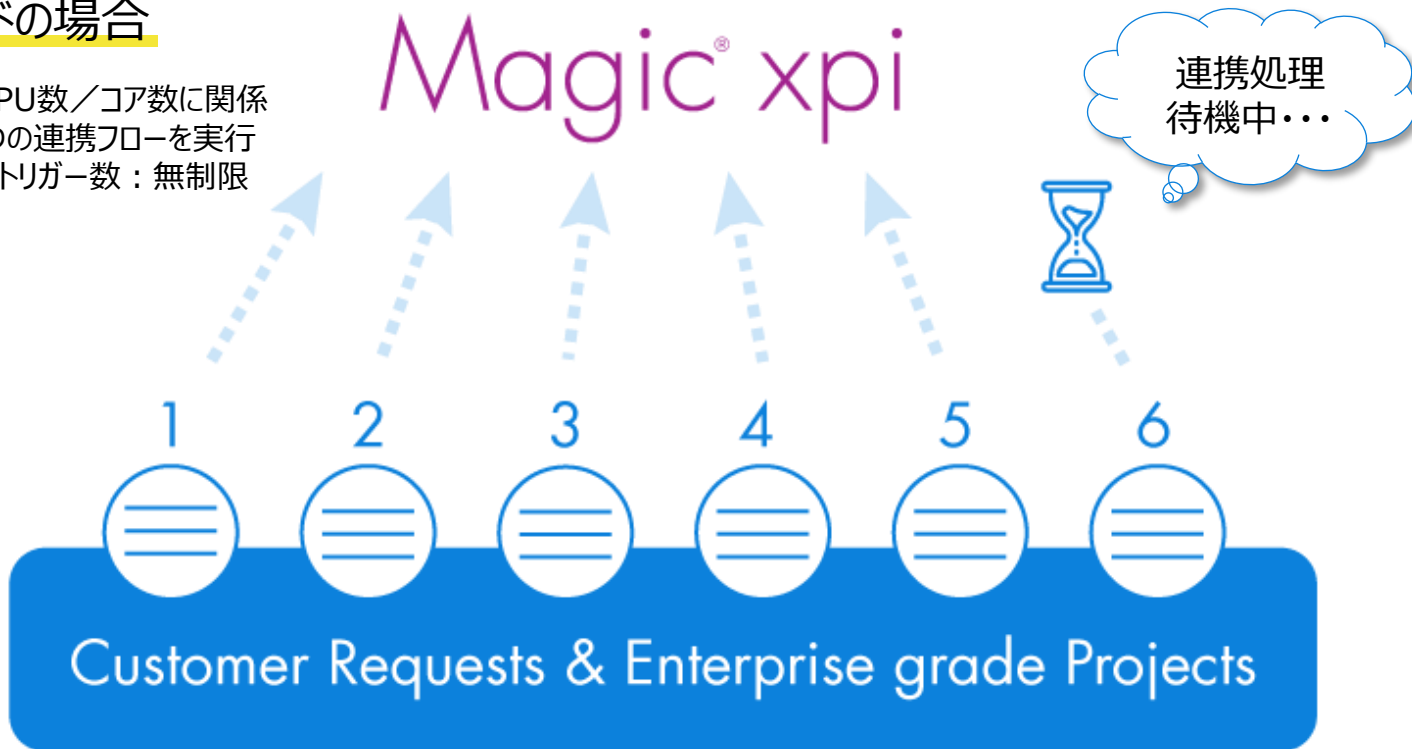 ドの場合
Magic® xpi
連携処理
待機中・・・
PU数／コア数に関係
の連携フローを実行
トリガー数：無制限
1 2 3 4 5 6
Customer Requests & Enterprise grade Projects